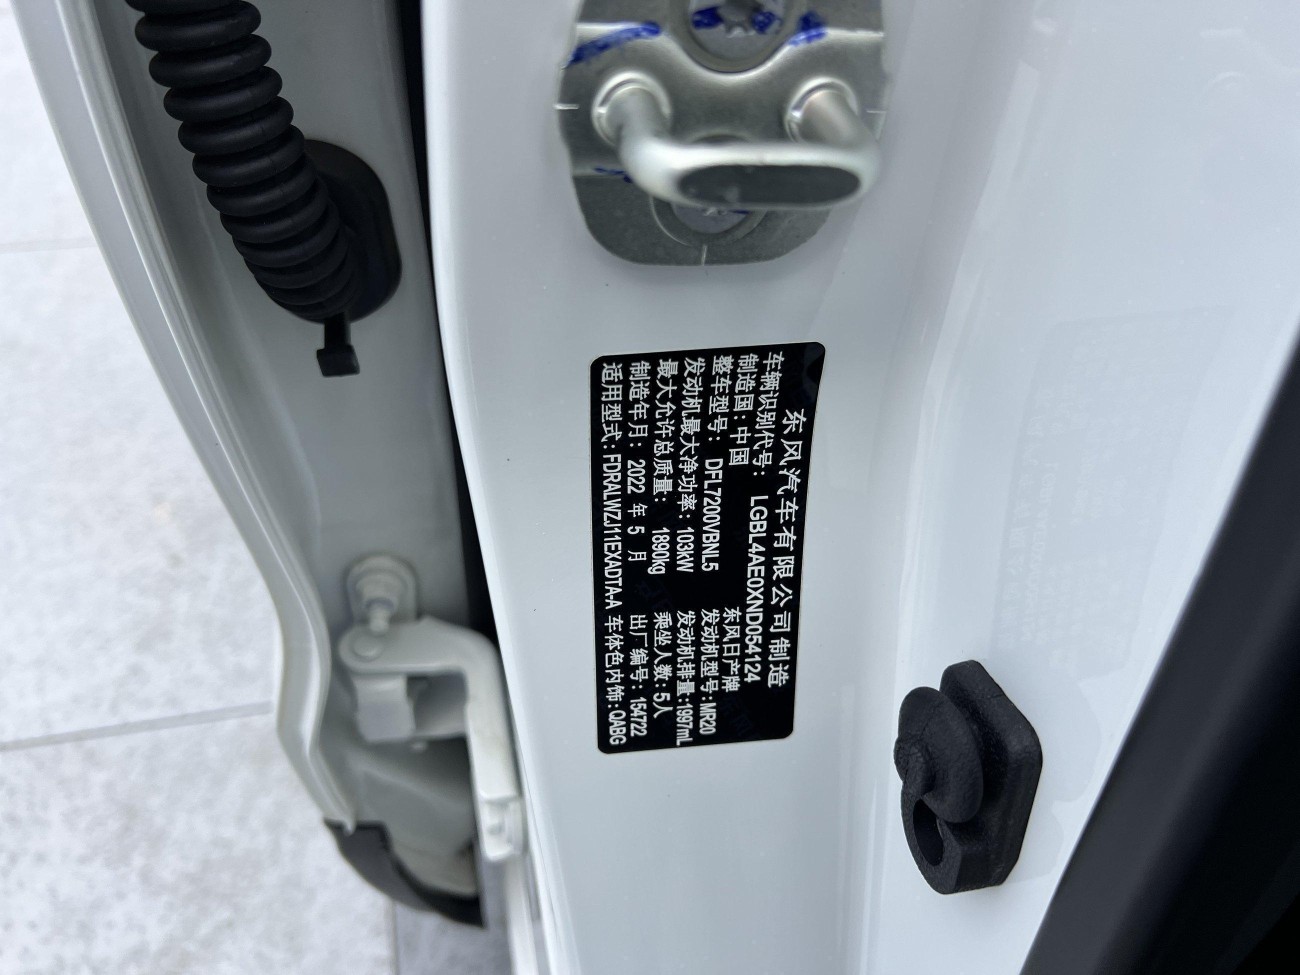 东风汽车有限公司制造
车辆识别代号: LGBL4AE0XND054124
制造国: 中国 东风日产牌
整车型号: DFL7200VBNL5 发动机型号: MR20
发动机最大净功率: 103kW 发动机排量: 1997mL
最大允许总质量: 1890kg 乘坐人数: 5人
制造年月: 2022 年 5 月 出厂编号: 154722
适用型式: FDRALWZJ11EXADTA-A 车体色内饰: QABG